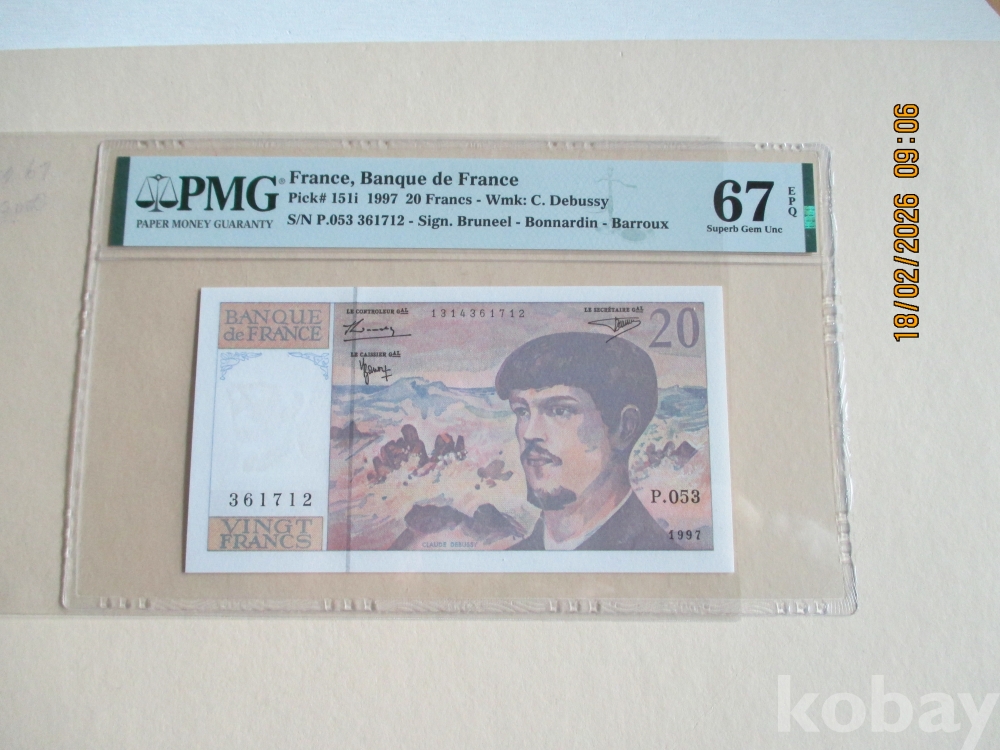 PMG
PAPER MONEY GUARANTY
France, Banque de France
Pick# 151i 1997 20 Francs - Wmk: C. Debussy
S/N P.053 361712 - Sign. Bruneel - Bonnardin - Barroux
67
EPQ
Superb Gem Unc
BANQUE
de FRANCE
LE CONTROLEUR GAL
1314361712
LE SECRÉTAIRE GAL
20
LE CAISSIER GAL
361712
P.053
VINGT
FRANCS
CLAUDE DEBUSSY
1997
18/02/2026 09:06
kobay